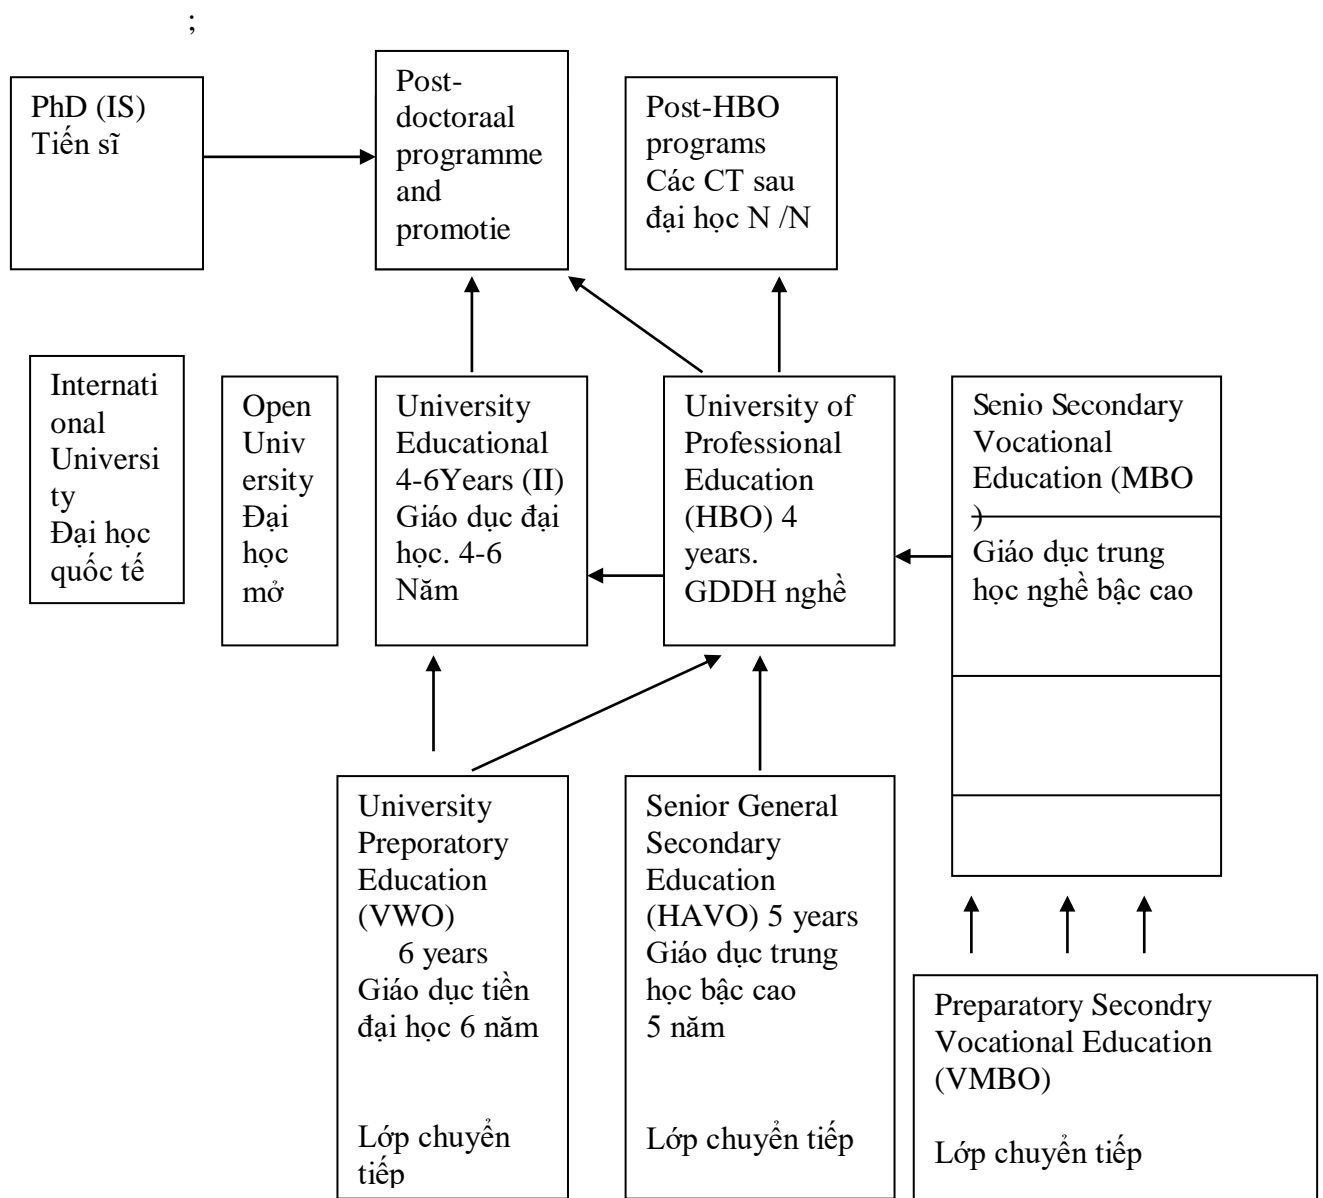 ;
PhD (IS)
Tiến sĩ
Post-
doctoraal
programme
and
promotie
Post-HBO
programs
Các CT sau
đại học N /N
Internati
onal
Universi
ty
Đại học
quốc tế
Open
Univ
ersity
Đại
học
mở
University
Educational
4-6Years (II)
Giáo dục đại
học. 4-6
Năm
University of
Professional
Education
(HBO) 4
years.
GDDH nghề
Senio Secondary
Vocational
Education (MBO
)
Giáo dục trung
học nghề bậc cao
University
Preporatory
Education
(VWO)
6 years
Giáo dục tiền
đại học 6 năm
Lớp chuyển
tiếp
Senior General
Secondary
Education
(HAVO) 5 years
Giáo dục trung
học bậc cao
5 năm
Lớp chuyển tiếp
Preparatory Secondry
Vocational Education
(VMBO)
Lớp chuyển tiếp